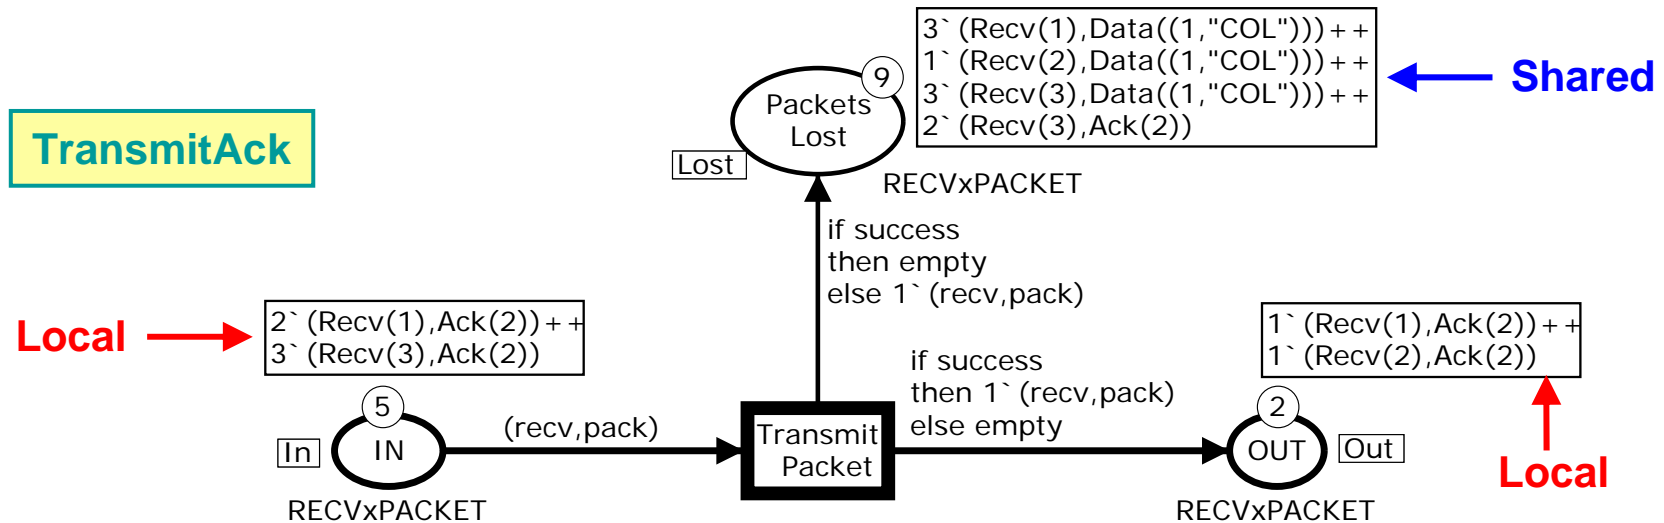 3`(Recv(1),Data((1,"COL")))++
1`(Recv(2),Data((1,"COL")))++
3`(Recv(3),Data((1,"COL")))++
2`(Recv(3),Ack(2))
Shared
9
Packets
Lost
Lost
RECVxPACKET
TransmitAck
if success
then empty
else 1`(recv,pack)
Local
2`(Recv(1),Ack(2))++
3`(Recv(3),Ack(2))
5
IN
In
RECVxPACKET
(recv,pack)
Transmit
Packet
if success
then 1`(recv,pack)
else empty
1`(Recv(1),Ack(2))++
1`(Recv(2),Ack(2))
2
OUT
Out
RECVxPACKET
Local